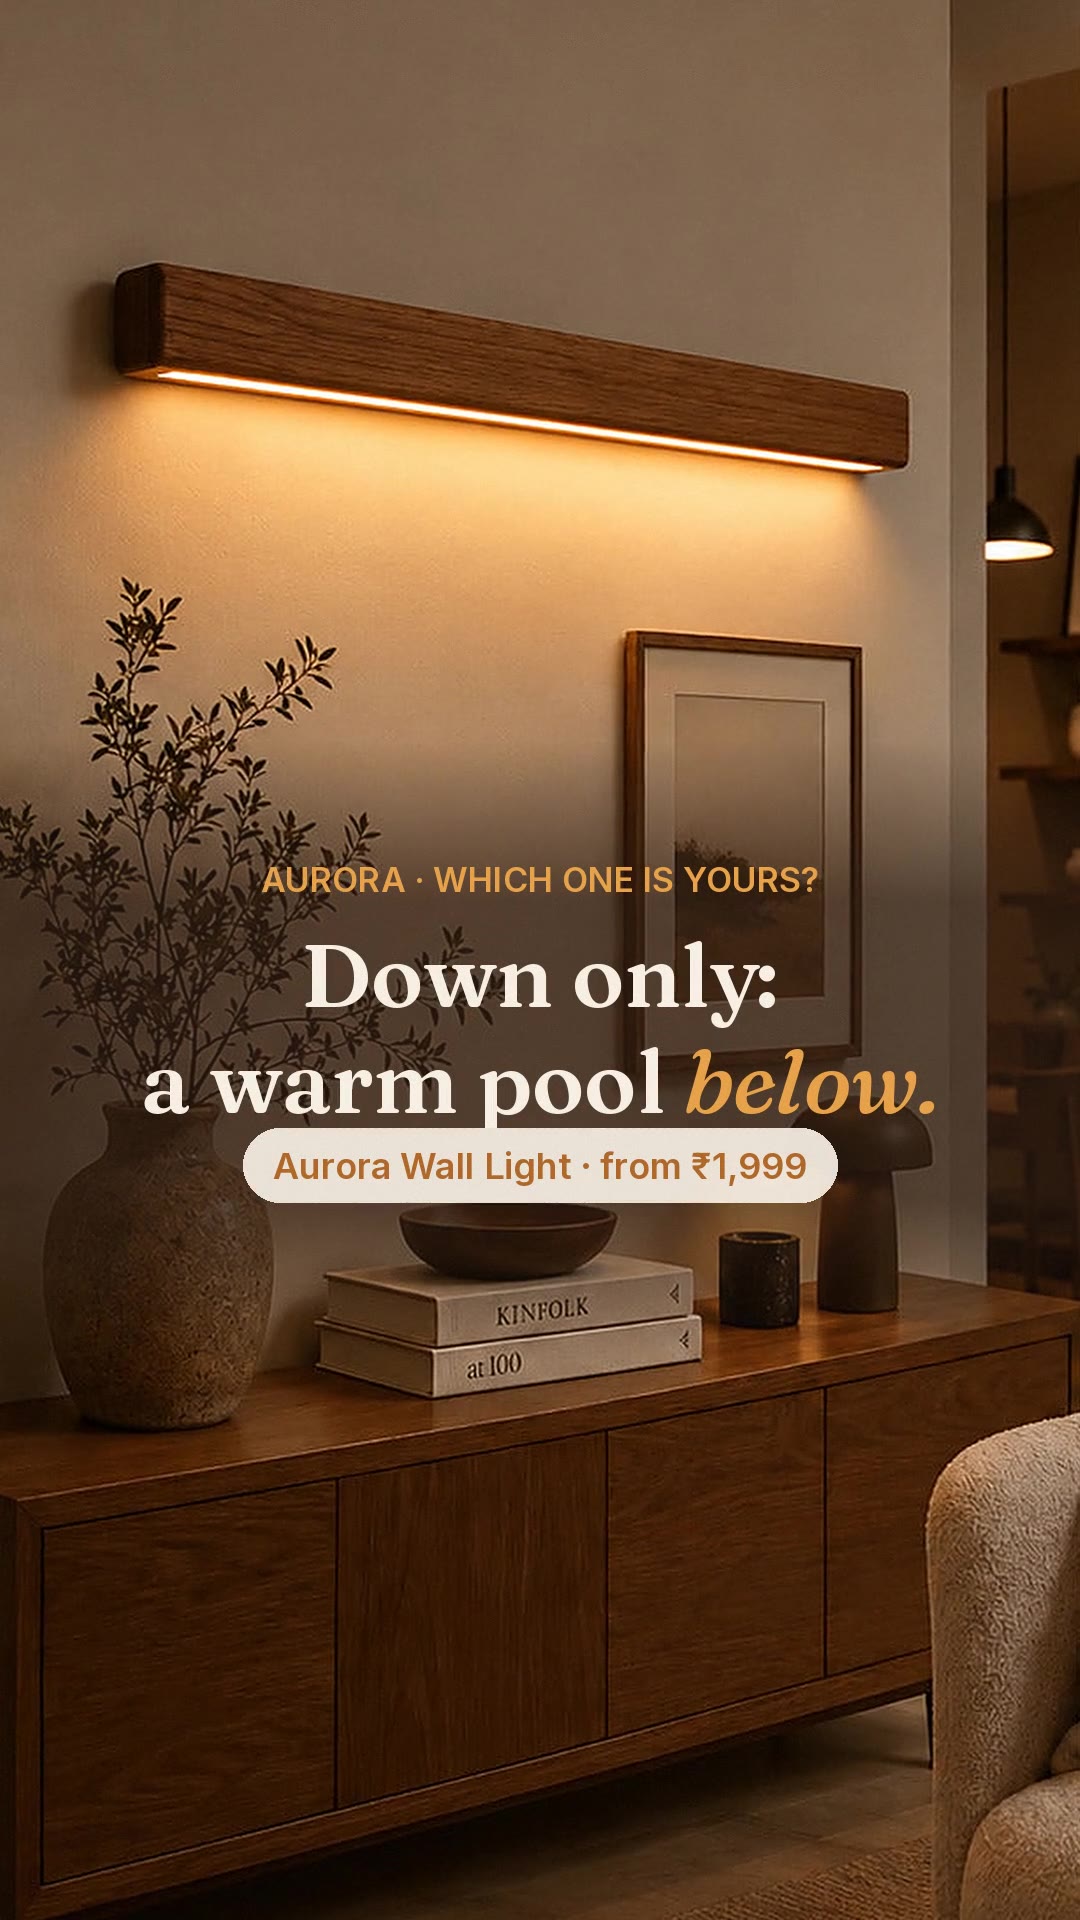 AURORA · WHICH ONE IS YOURS?
Down only:
a warm pool below.
Aurora Wall Light · from ₹1,999
KINFOLK
at 100